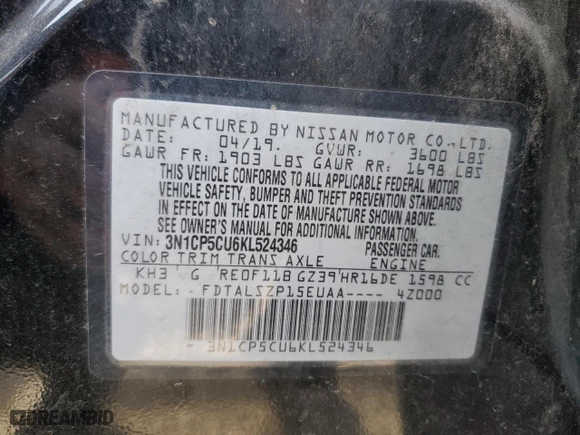 MANUFACTURED BY NISSAN MOTOR CO.,LTD.
DATE: 04/19. GVWR: 3600 LBS
GAWR FR: 1903 LBS GAWR RR: 1698 LBS
THIS VEHICLE CONFORMS TO ALL APPLICABLE FEDERAL MOTOR
VEHICLE SAFETY, BUMPER AND THEFT PREVENTION STANDARDS
IN EFFECT ON THE DATE OF MANUFACTURE SHOWN ABOVE.
SEE OWNER'S MANUAL FOR ADDITIONAL INFORMATION.
VIN: 3N1CP5CU6KL524346 PASSENGER CAR.
COLOR TRIM TRANS AXLE ENGINE
KH3 G RE0F11B GZ39 HR16DE 1598 CC
MODEL: - FDTALSZP15EUAA---- 4Z000
- 3N1CP5CU6KL524346
DREAMBID